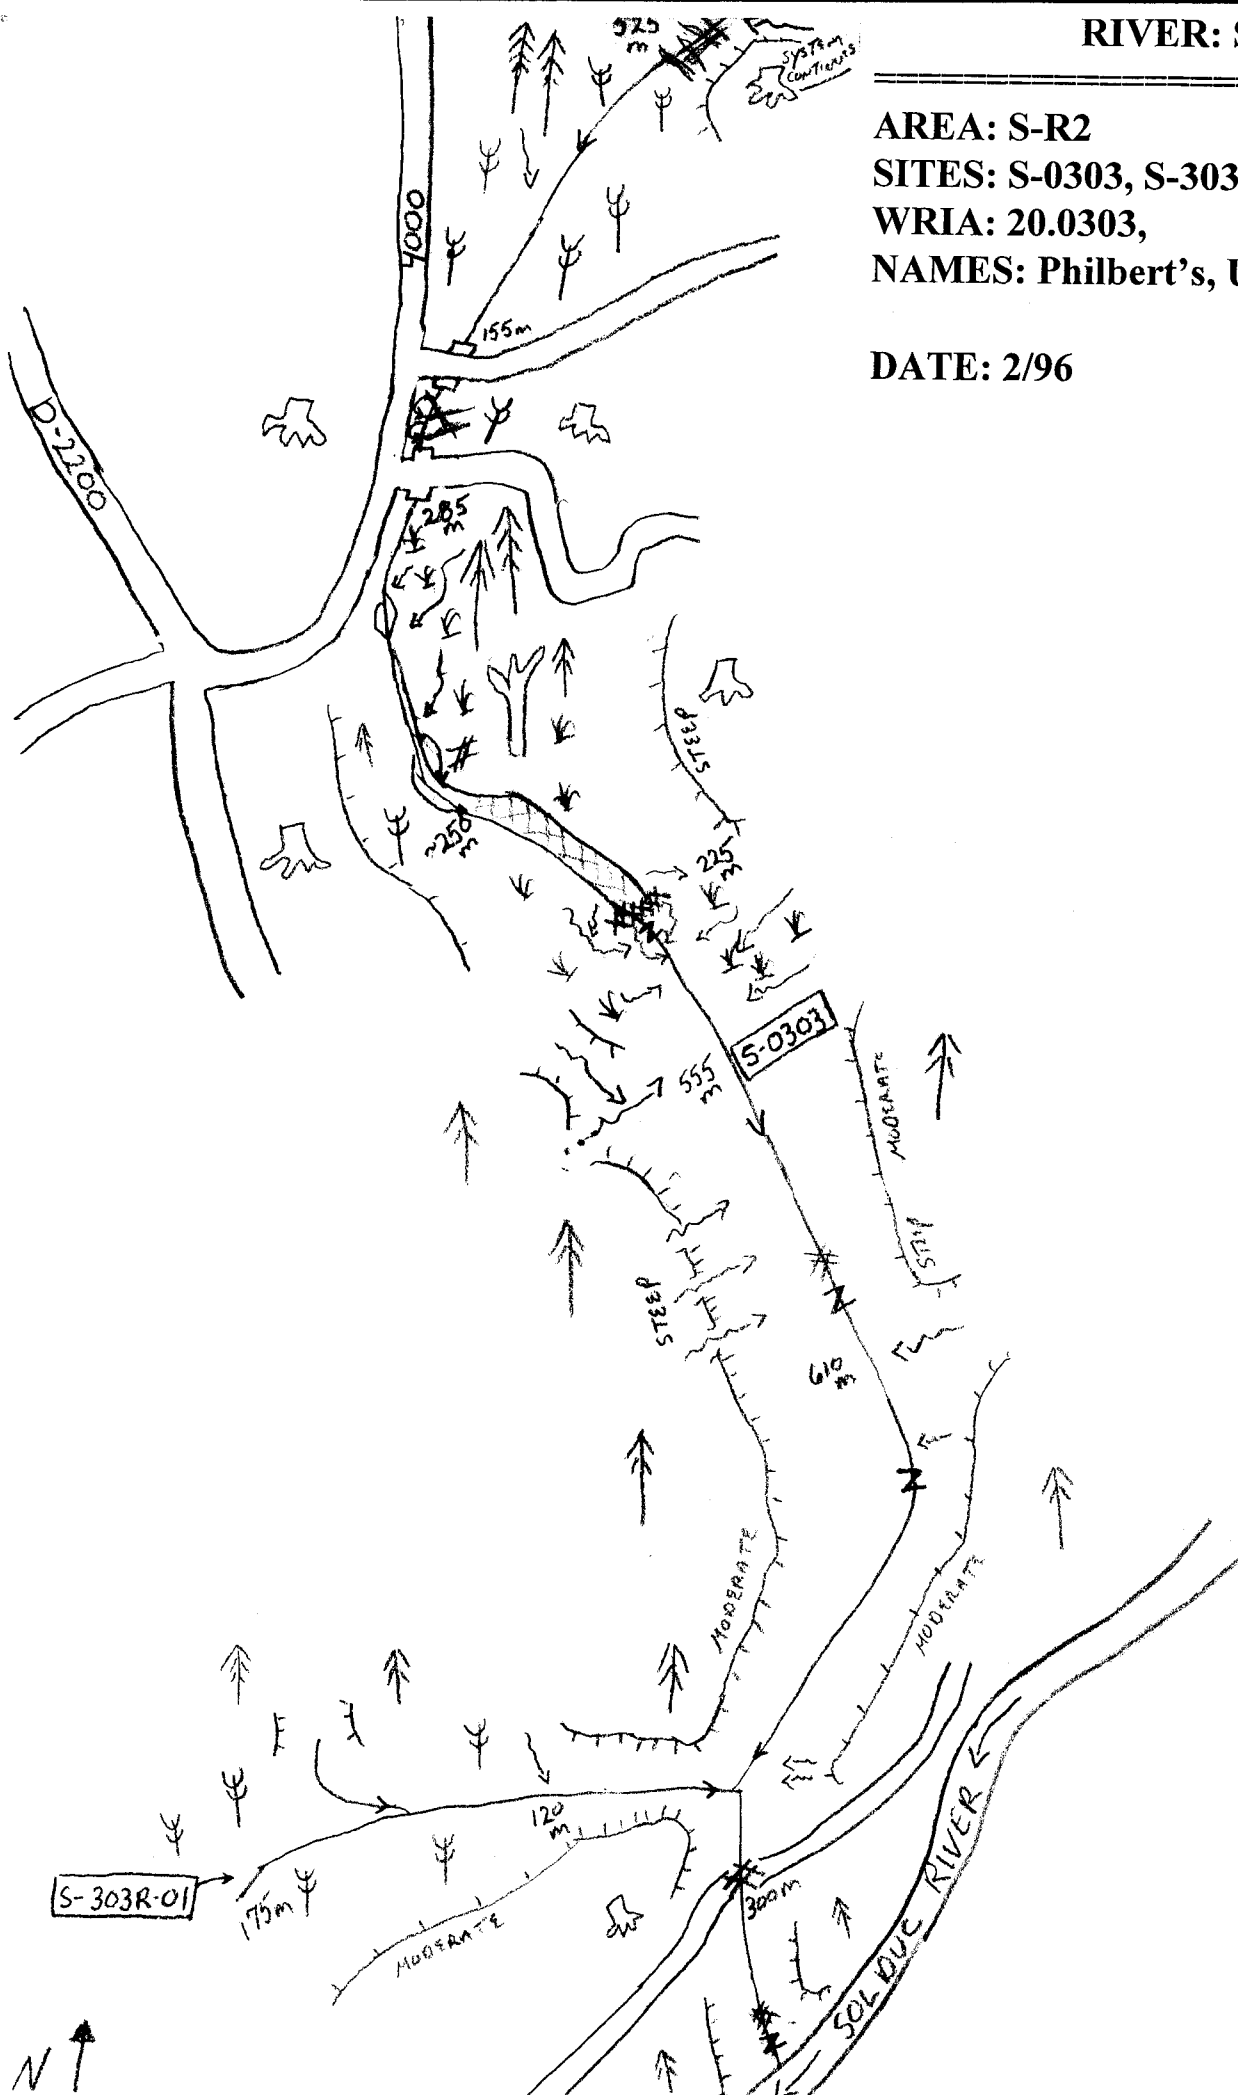 RIVER: S
AREA: S-R2
SITES: S-0303, S-303
WRIA: 20.0303,
NAMES: Philbert's, U
DATE: 2/96
525
m
SYSTEM
CONTINUES
4000
155m
D-2200
285
m
STEEP
~250
m
225
m
S-0303
555
m
MODERATE
STEEP
STEEP
610
m
MODERATE
MODERATE
120
m
S-303R-01
175m
MODERATE
300m
SOL DUC RIVER
N